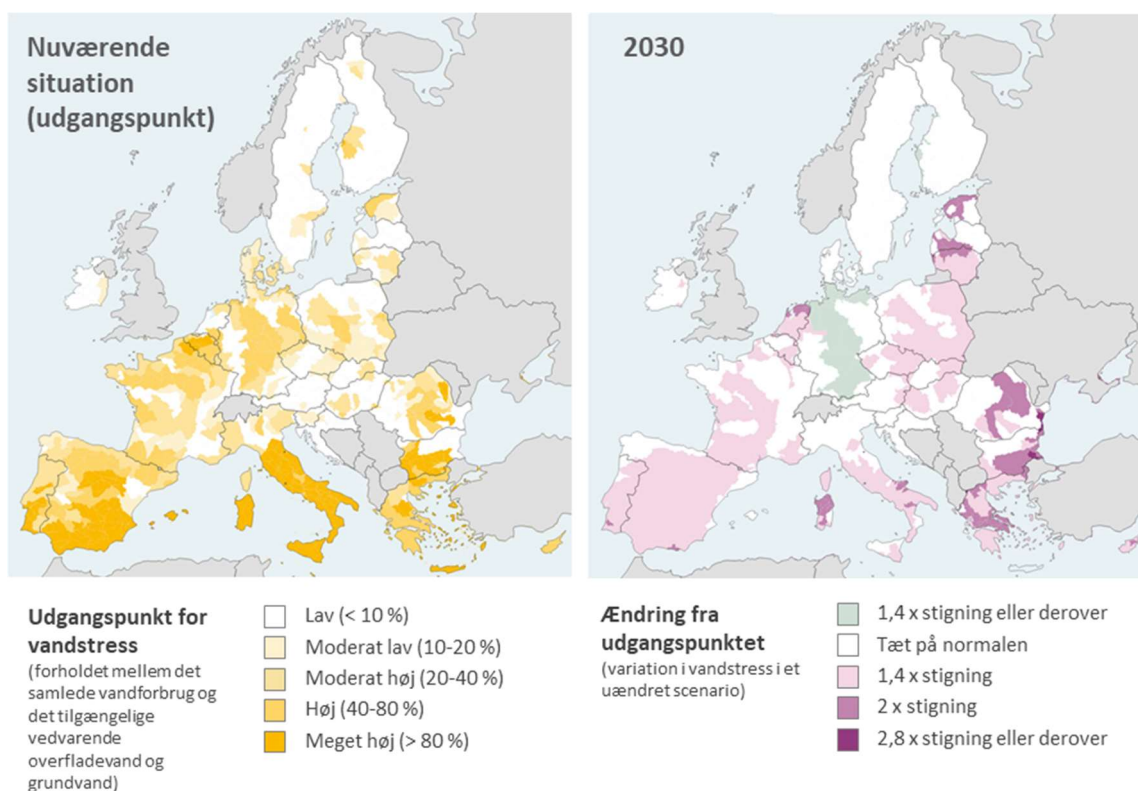 Nuværende
situation
(udgangspunkt)
2030
Udgangspunkt for
vandstress
(forholdet mellem det
samlede vandforbrug og
det tilgængelige
vedvarende
overfladevand og
grundvand)
Lav (< 10 %)
Moderat lav (10-20 %)
Moderat høj (20-40 %)
Høj (40-80 %)
Meget høj (> 80 %)
Ændring fra
udgangspunktet
(variation i vandstress i et
uændret scenario)
1,4 x stigning eller derover
Tæt på normalen
1,4 x stigning
2 x stigning
2,8 x stigning eller derover